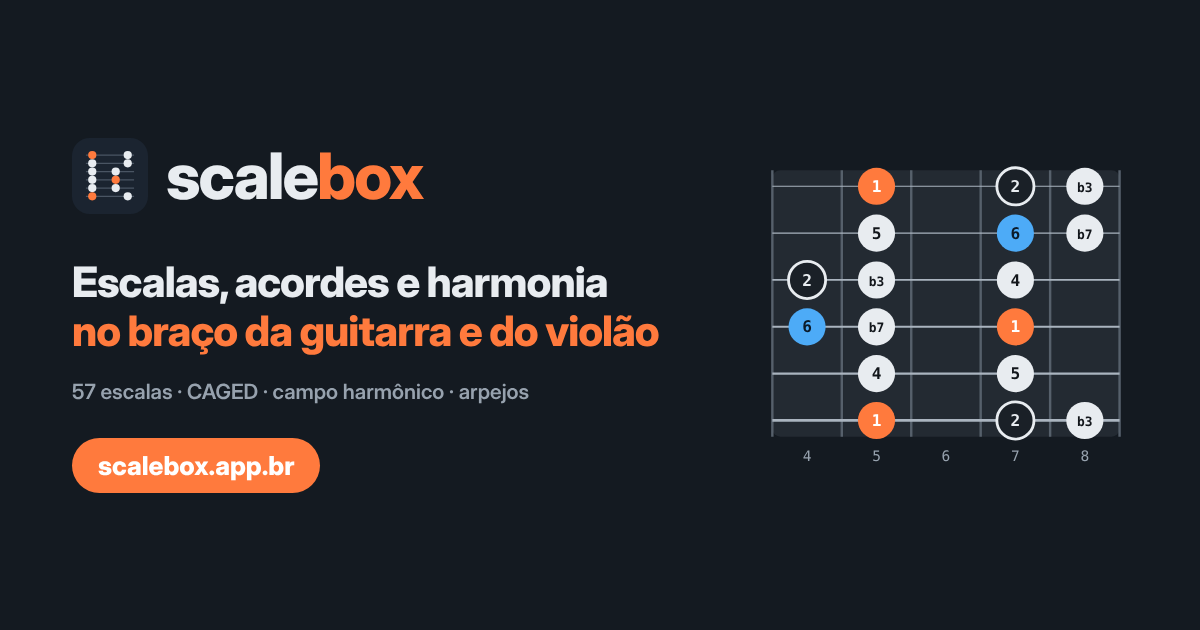 scalebox
Escalas, acordes e harmonia
no braço da guitarra e do violão
57 escalas · CAGED · campo harmônico · arpejos
scalebox.app.br
1 2 b3
5 6 b7
2 b3 4
6 b7 1
4 5
1 2 b3
4 5 6 7 8